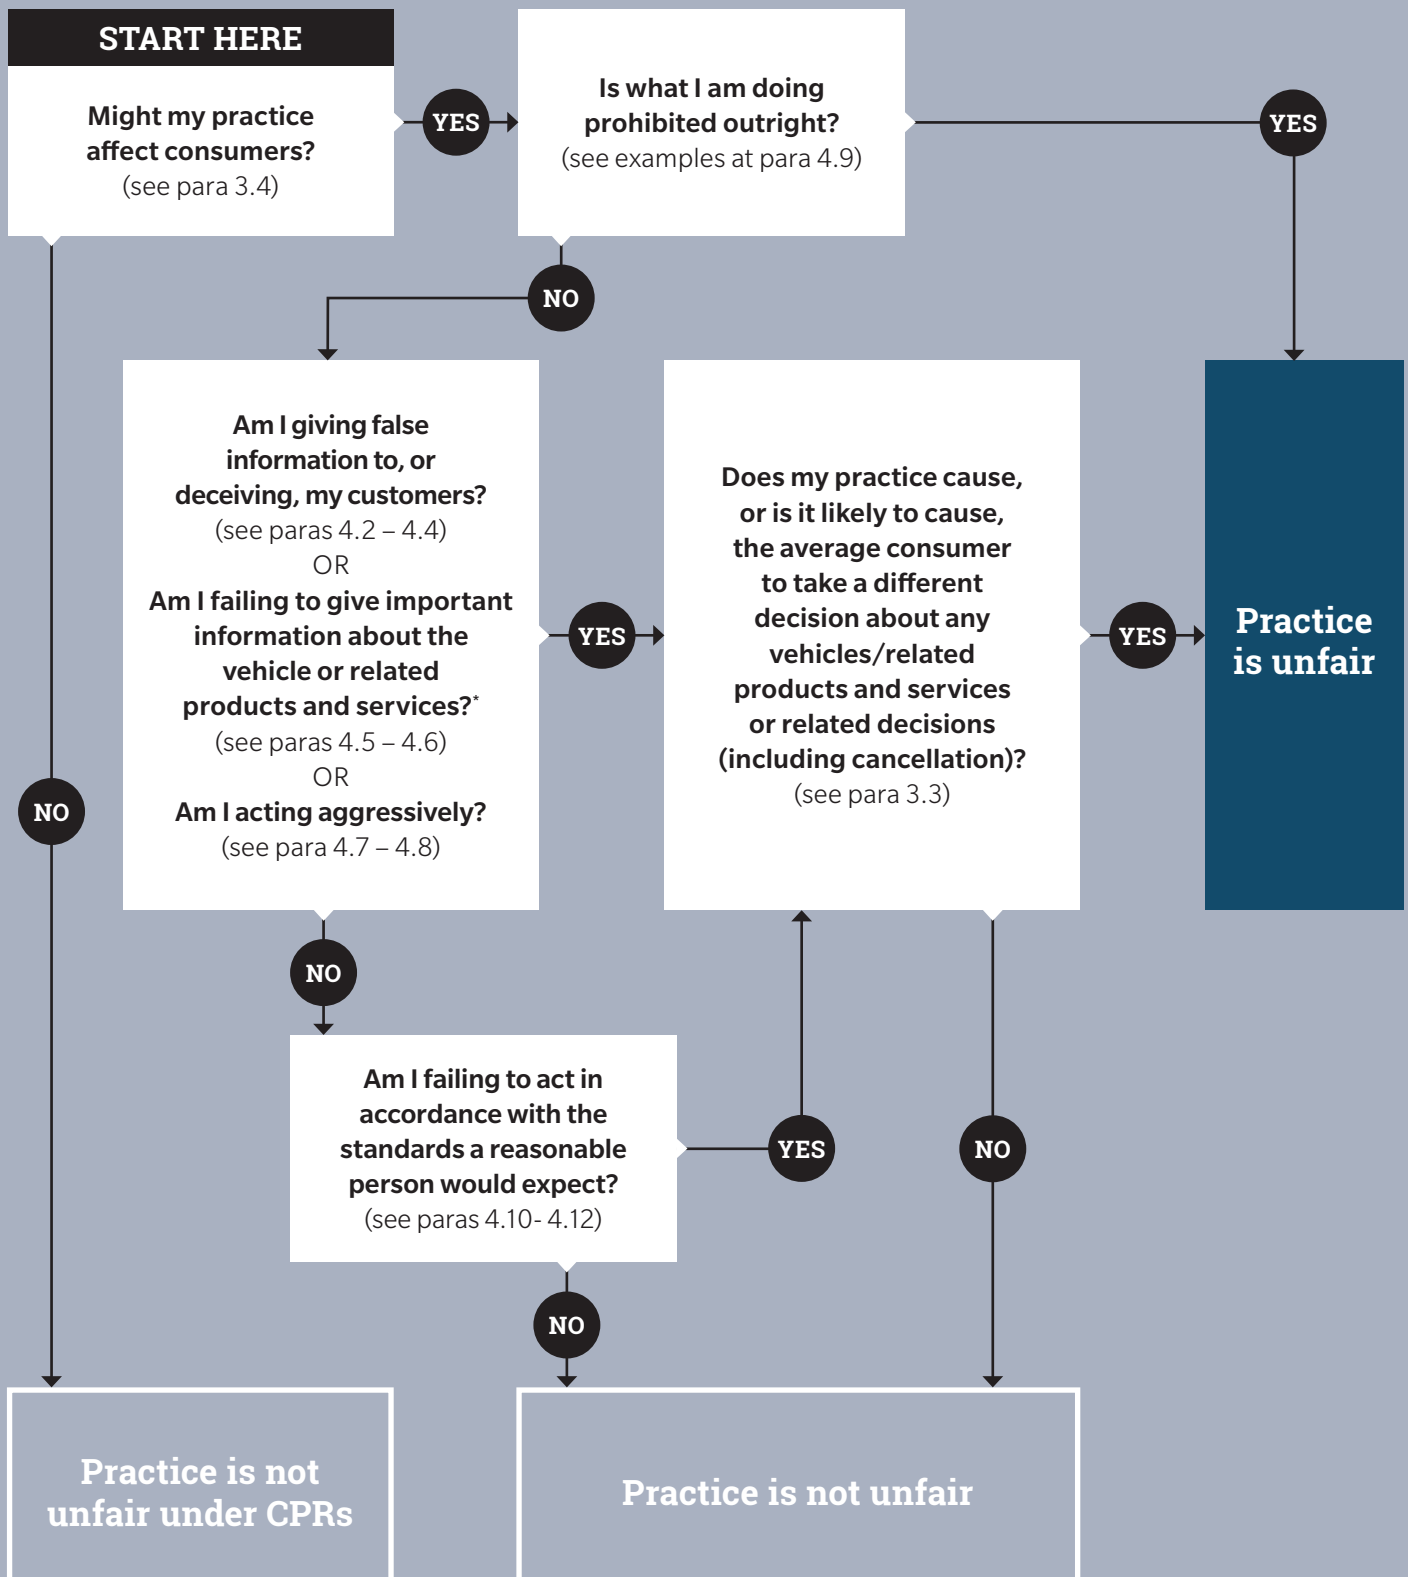 START HERE
Might my practice
affect consumers?
(see para 3.4)
YES
Is what I am doing
prohibited outright?
(see examples at para 4.9)
YES
NO
Am I giving false
information to, or
deceiving, my customers?
(see paras 4.2 – 4.4)
OR
Am I failing to give important
information about the
vehicle or related
products and services?*
(see paras 4.5 – 4.6)
OR
Am I acting aggressively?
(see para 4.7 – 4.8)
YES
Does my practice cause,
or is it likely to cause,
the average consumer
to take a different
decision about any
vehicles/related
products and services
or related decisions
(including cancellation)?
(see para 3.3)
YES
Practice
is unfair
NO
NO
Am I failing to act in
accordance with the
standards a reasonable
person would expect?
(see paras 4.10- 4.12)
YES
NO
NO
Practice is not
unfair under CPRs
Practice is not unfair